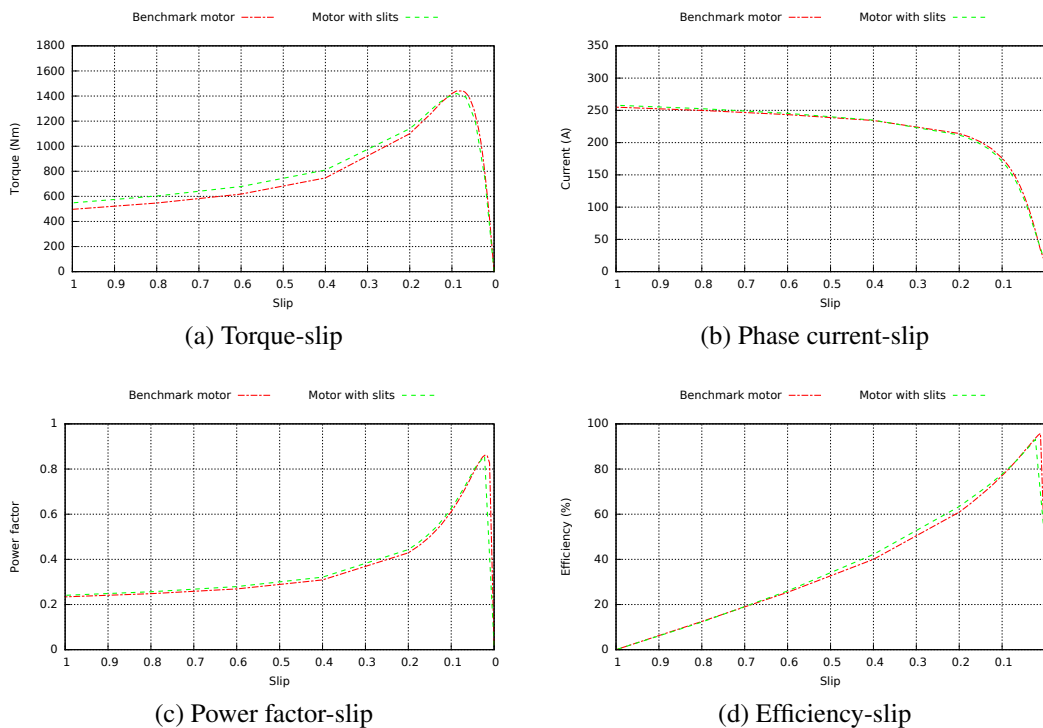 Benchmark motor Motor with slits
1800
1600
1400
1200
1000
800
600
400
200
0
Torque (Nm)
1 0.9 0.8 0.7 0.6 0.5 0.4 0.3 0.2 0.1 0
Slip
(a) Torque-slip
Benchmark motor Motor with slits
350
300
250
200
150
100
50
0
Current (A)
1 0.9 0.8 0.7 0.6 0.5 0.4 0.3 0.2 0.1
Slip
(b) Phase current-slip
Benchmark motor Motor with slits
1
0.8
0.6
0.4
0.2
0
Power factor
1 0.9 0.8 0.7 0.6 0.5 0.4 0.3 0.2 0.1 0
Slip
(c) Power factor-slip
Benchmark motor Motor with slits
100
80
60
40
20
0
Efficiency (%)
1 0.9 0.8 0.7 0.6 0.5 0.4 0.3 0.2 0.1
Slip
(d) Efficiency-slip